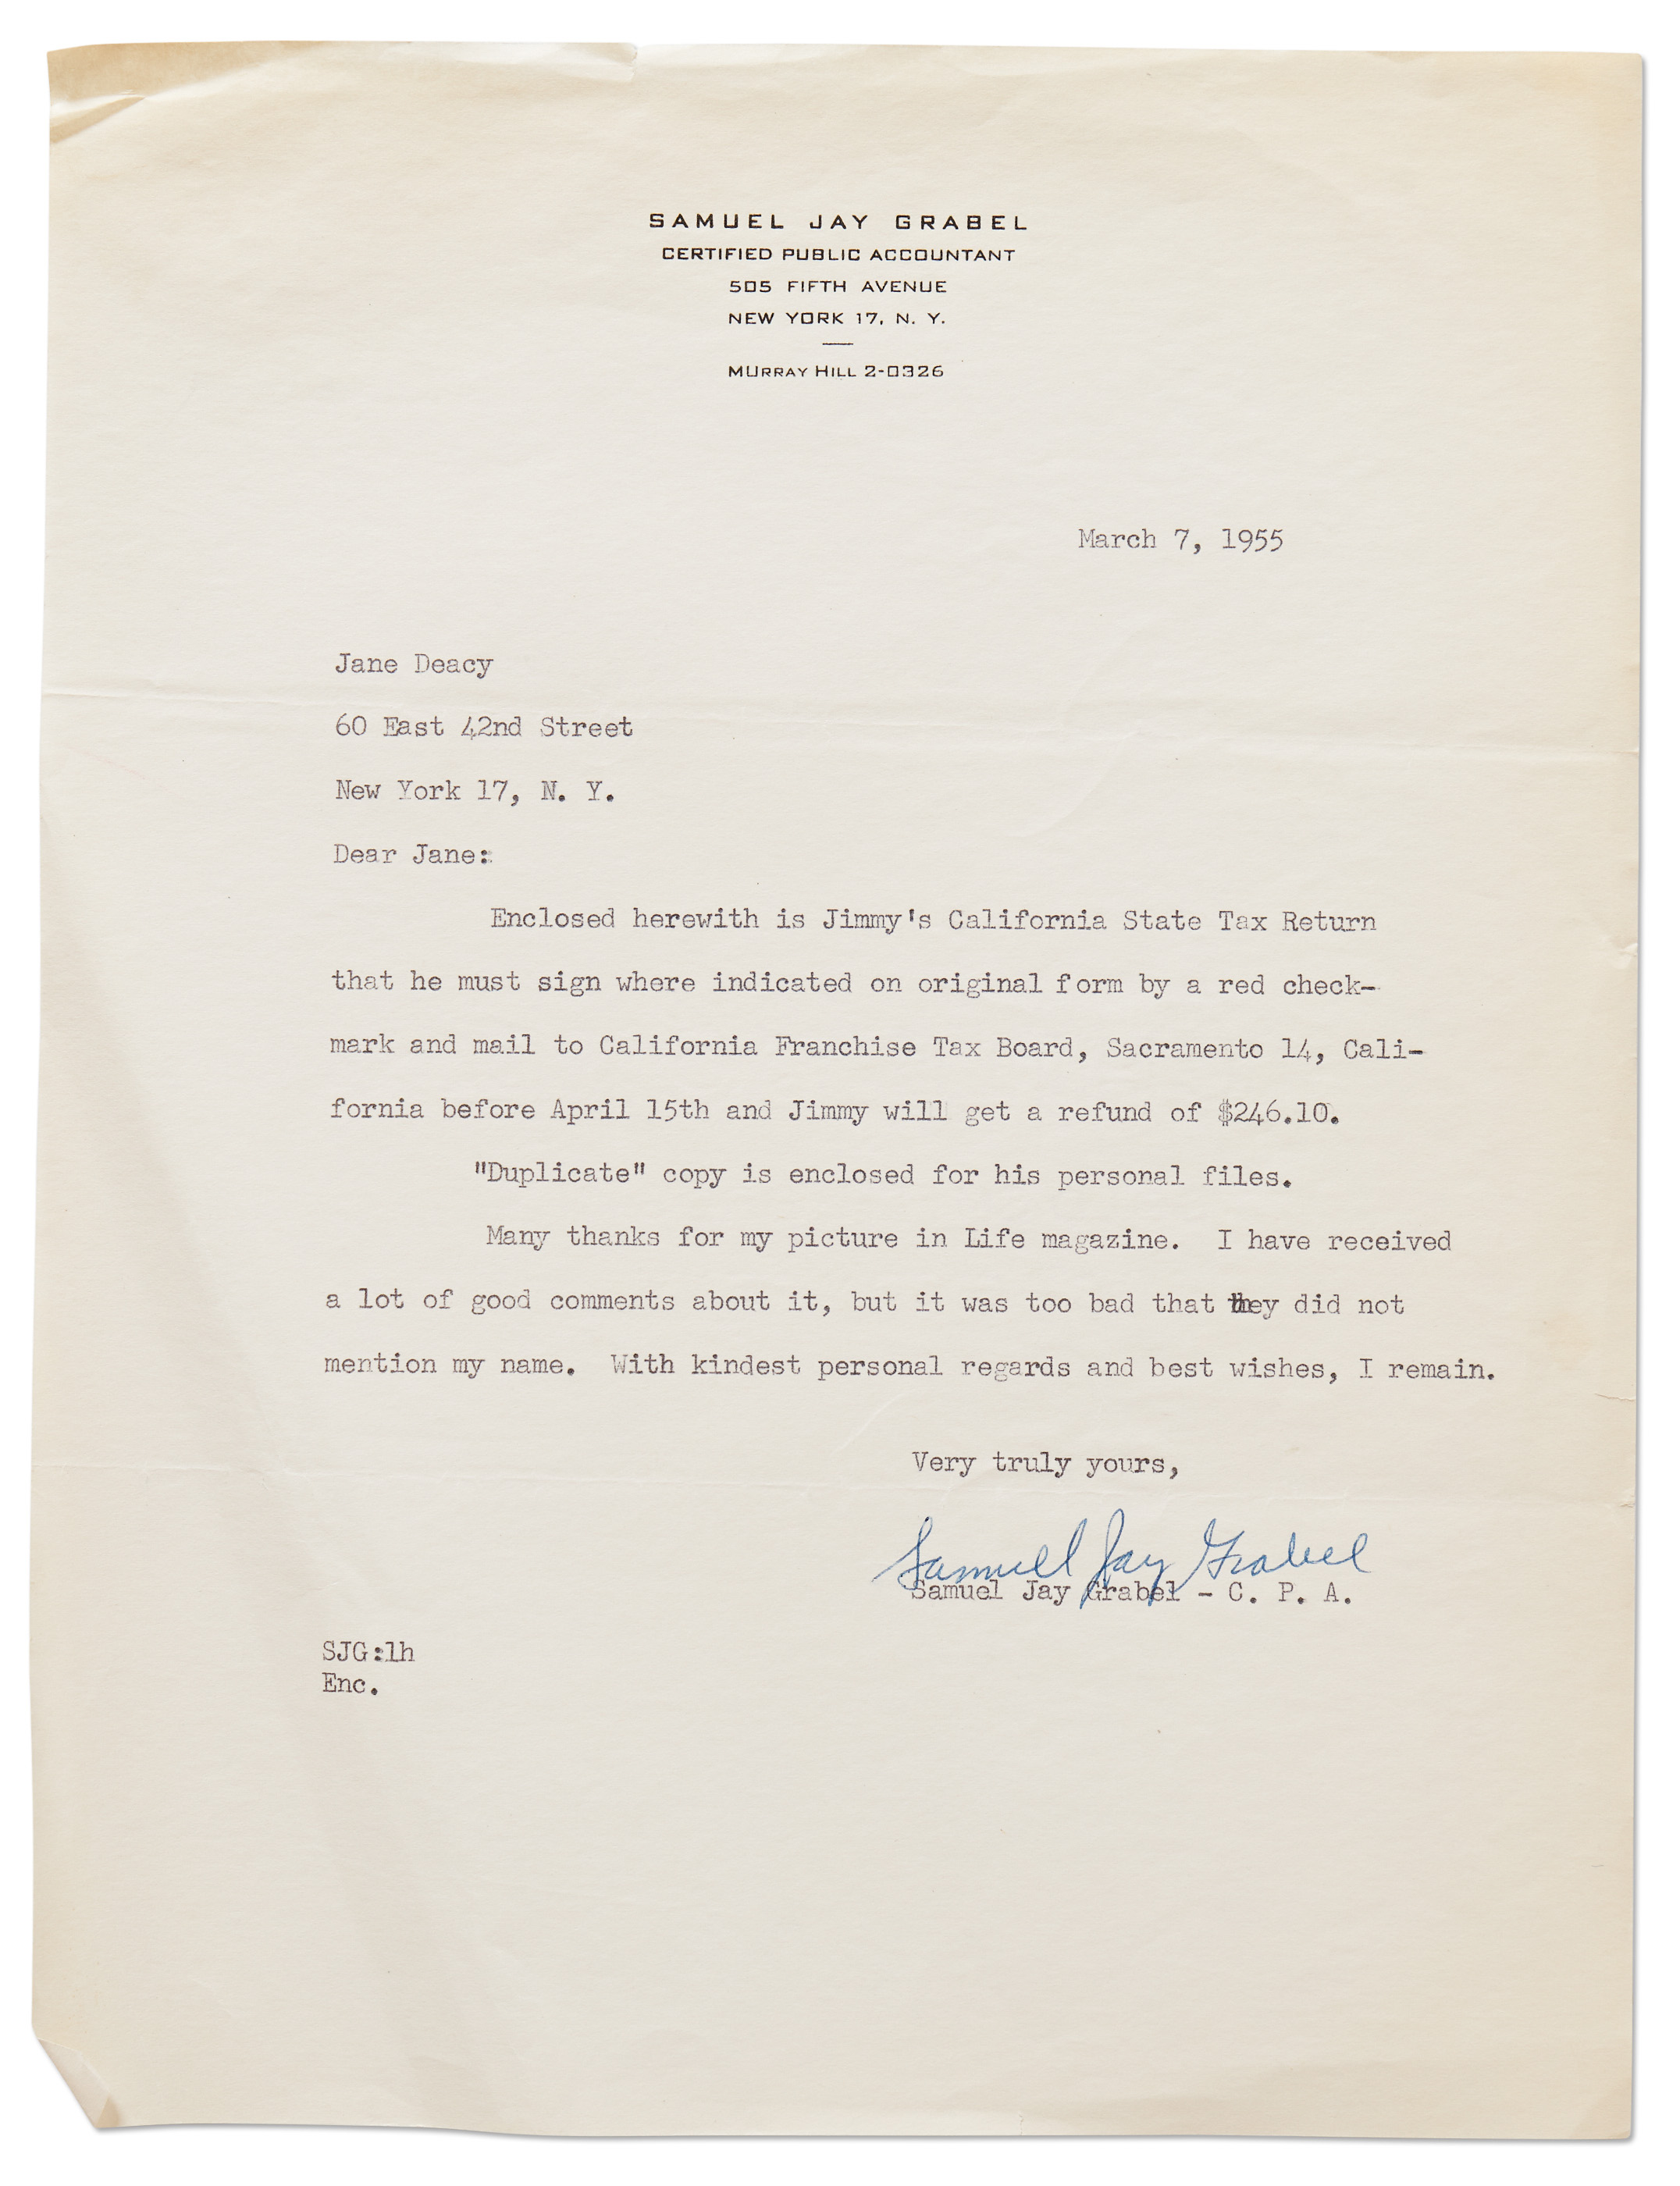 SAMUEL JAY GRABEL
CERTIFIED PUBLIC ACCOUNTANT
505 FIFTH AVENUE
NEW YORK 17, N. Y.
MURRAY HILL 2-0326
March 7, 1955
Jane Deacy
60 East 42nd Street
New York 17, N. Y.
Dear Jane:
Enclosed herewith is Jimmy's California State Tax Return
that he must sign where indicated on original form by a red check-
mark and mail to California Franchise Tax Board, Sacramento 14, Cali-
fornia before April 15th and Jimmy will get a refund of $246.10.
"Duplicate" copy is enclosed for his personal files.
Many thanks for my picture in Life magazine. I have received
a lot of good comments about it, but it was too bad that they did not
mention my name. With kindest personal regards and best wishes, I remain.
Very truly yours,
Samuel Jay Grabel
Samuel Jay Grabel - C. P. A.
SJG:lh
Enc.